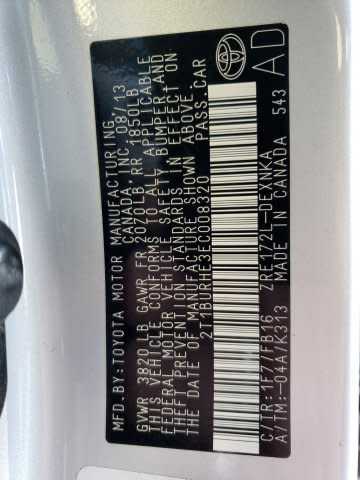 MFD.BY:TOYOTA MOTOR MANUFACTURING
CANADA,INC. 08/13
GVWR 3820LB GAWR FR 2070LB RR 1850LB
THIS VEHICLE CONFORMS TO ALL APPLICABLE
FEDERAL MOTOR VEHICLE SAFETY BUMPER,AND
THEFT PREVENTION STANDARDS IN EFFECT ON
THE DATE OF MANUFACTURE SHOWN ABOVE.
2T1BURHE3EC008320 PASS.CAR
C/TR:1F7/FB16 ZRE172L-DEXNKA
A/TM:-04A/K313 MADE IN CANADA 543
AD